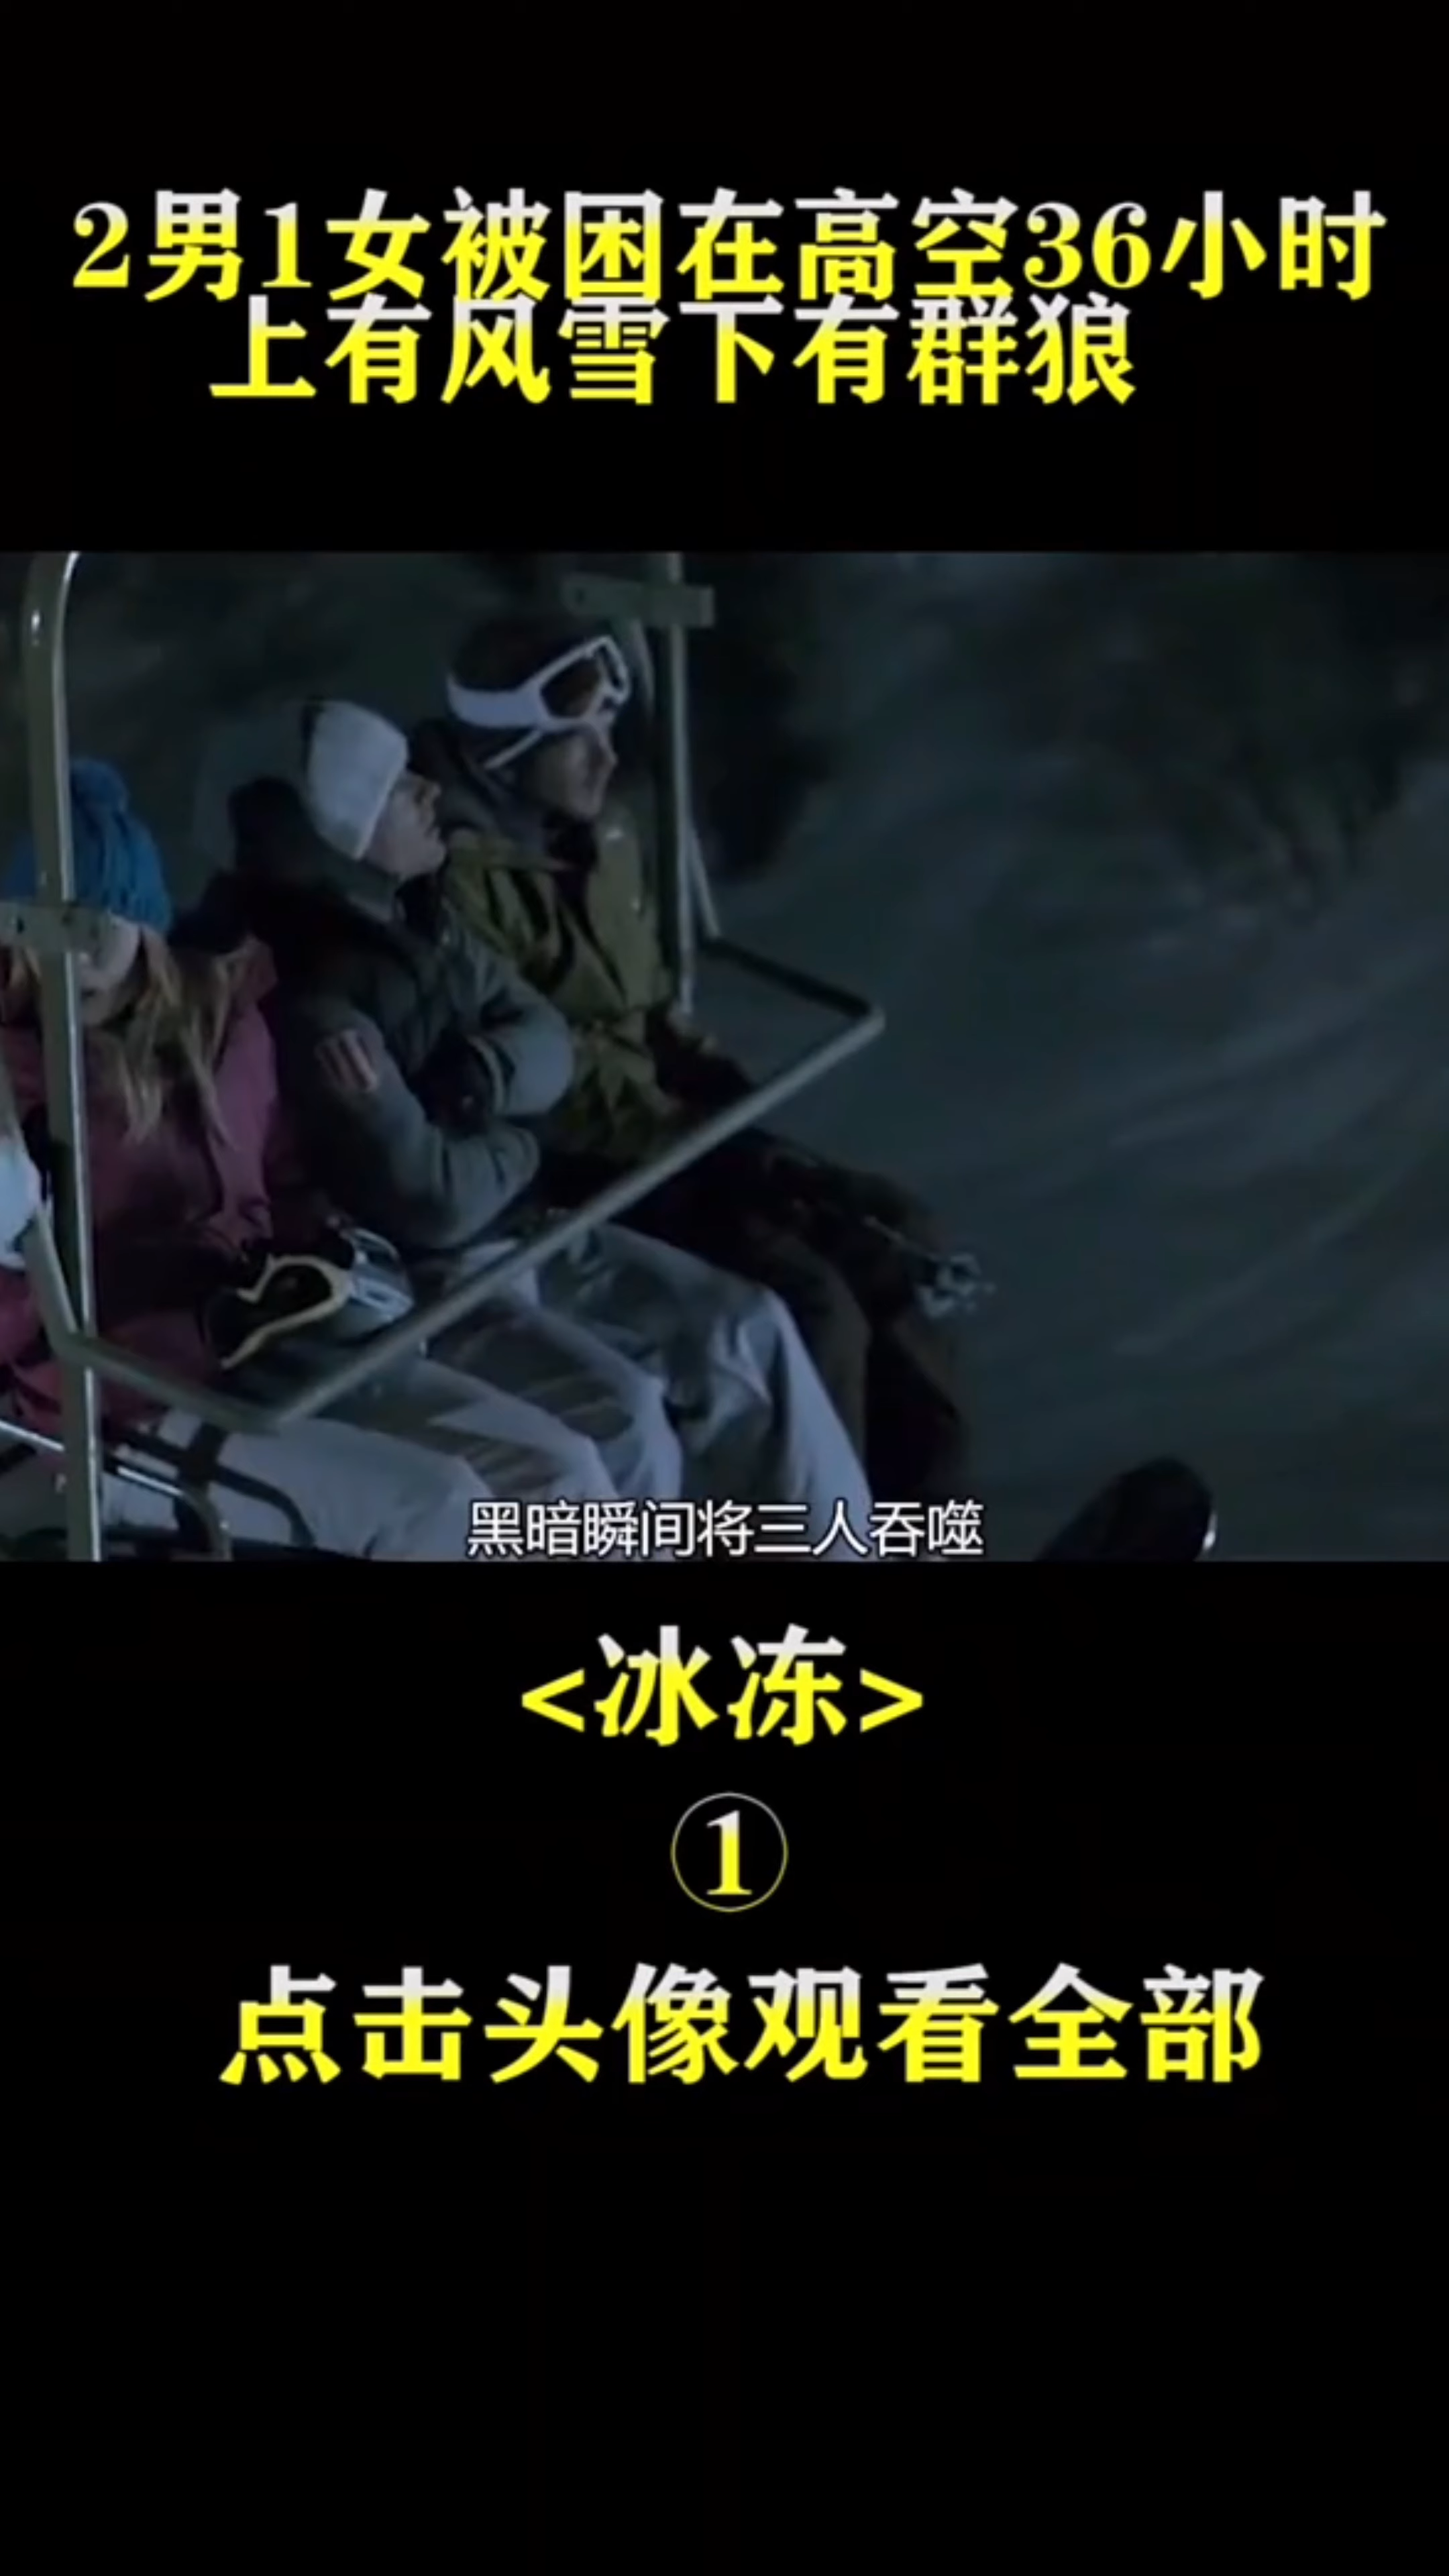 2男1女被困在高空36小时
上有风雪下有群狼
黑暗瞬间将三人吞噬
<冰冻>
①
点击头像观看全部